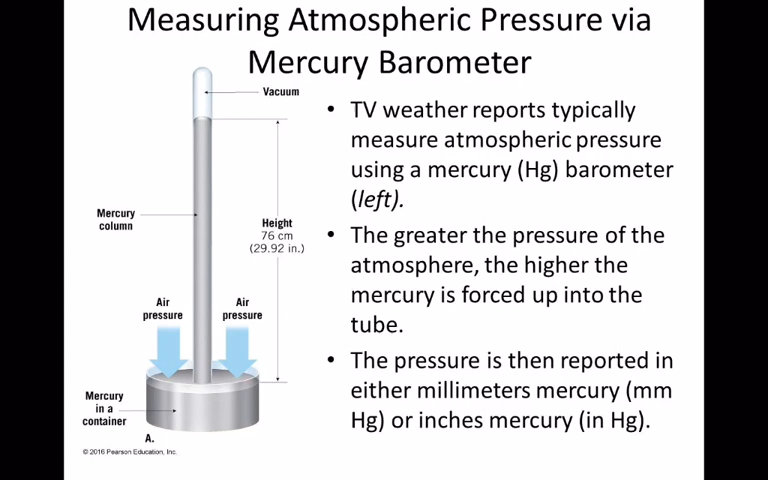 Measuring Atmospheric Pressure via
Mercury Barometer
Vacuum
Mercury
column
Height
76 cm
(29.92 in.)
Air
pressure
Air
pressure
Mercury
in a
container
A.
© 2016 Pearson Education, Inc.
• TV weather reports typically
measure atmospheric pressure
using a mercury (Hg) barometer
(left).
• The greater the pressure of the
atmosphere, the higher the
mercury is forced up into the
tube.
• The pressure is then reported in
either millimeters mercury (mm
Hg) or inches mercury (in Hg).